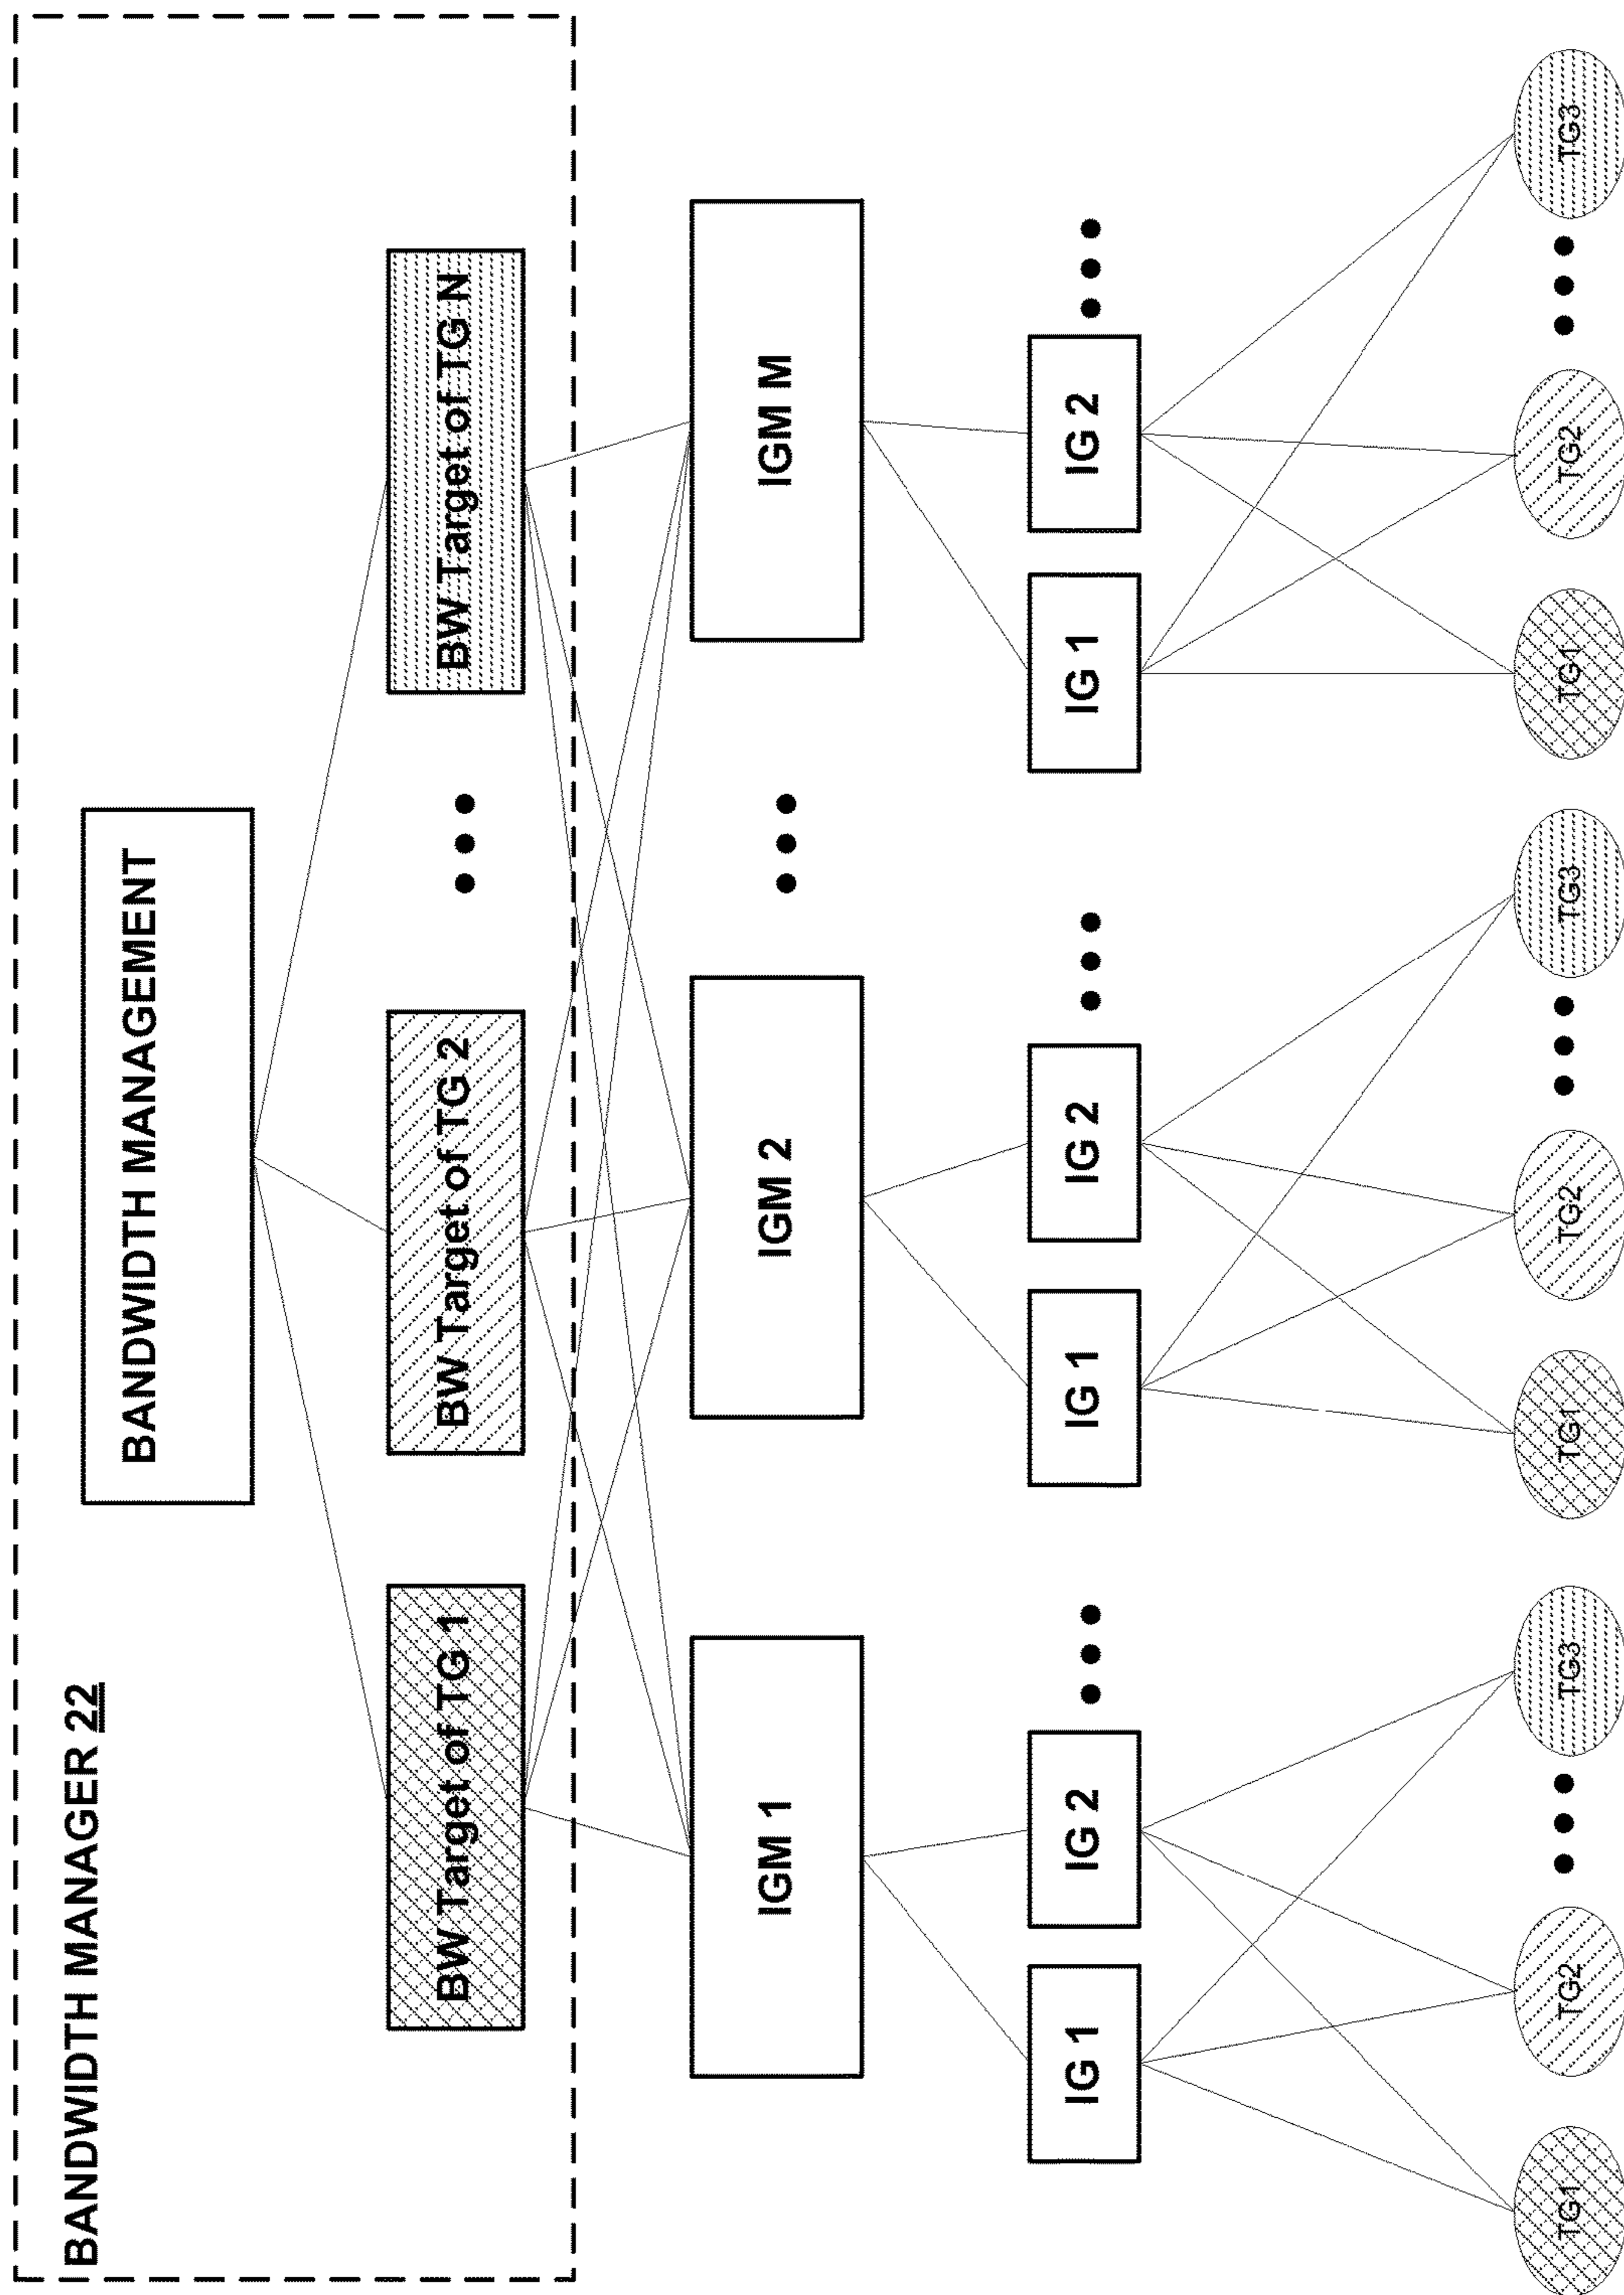 BANDWIDTH MANAGER 22
BANDWIDTH MANAGEMENT
BW Target of TG 1
BW Target of TG 2
BW Target of TG N
IGM 1
IGM 2
IGM M
IG 1
IG 2
IG 1
IG 2
IG 1
IG 2
TG1
TG2
TG3
TG1
TG2
TG3
TG1
TG2
TG3